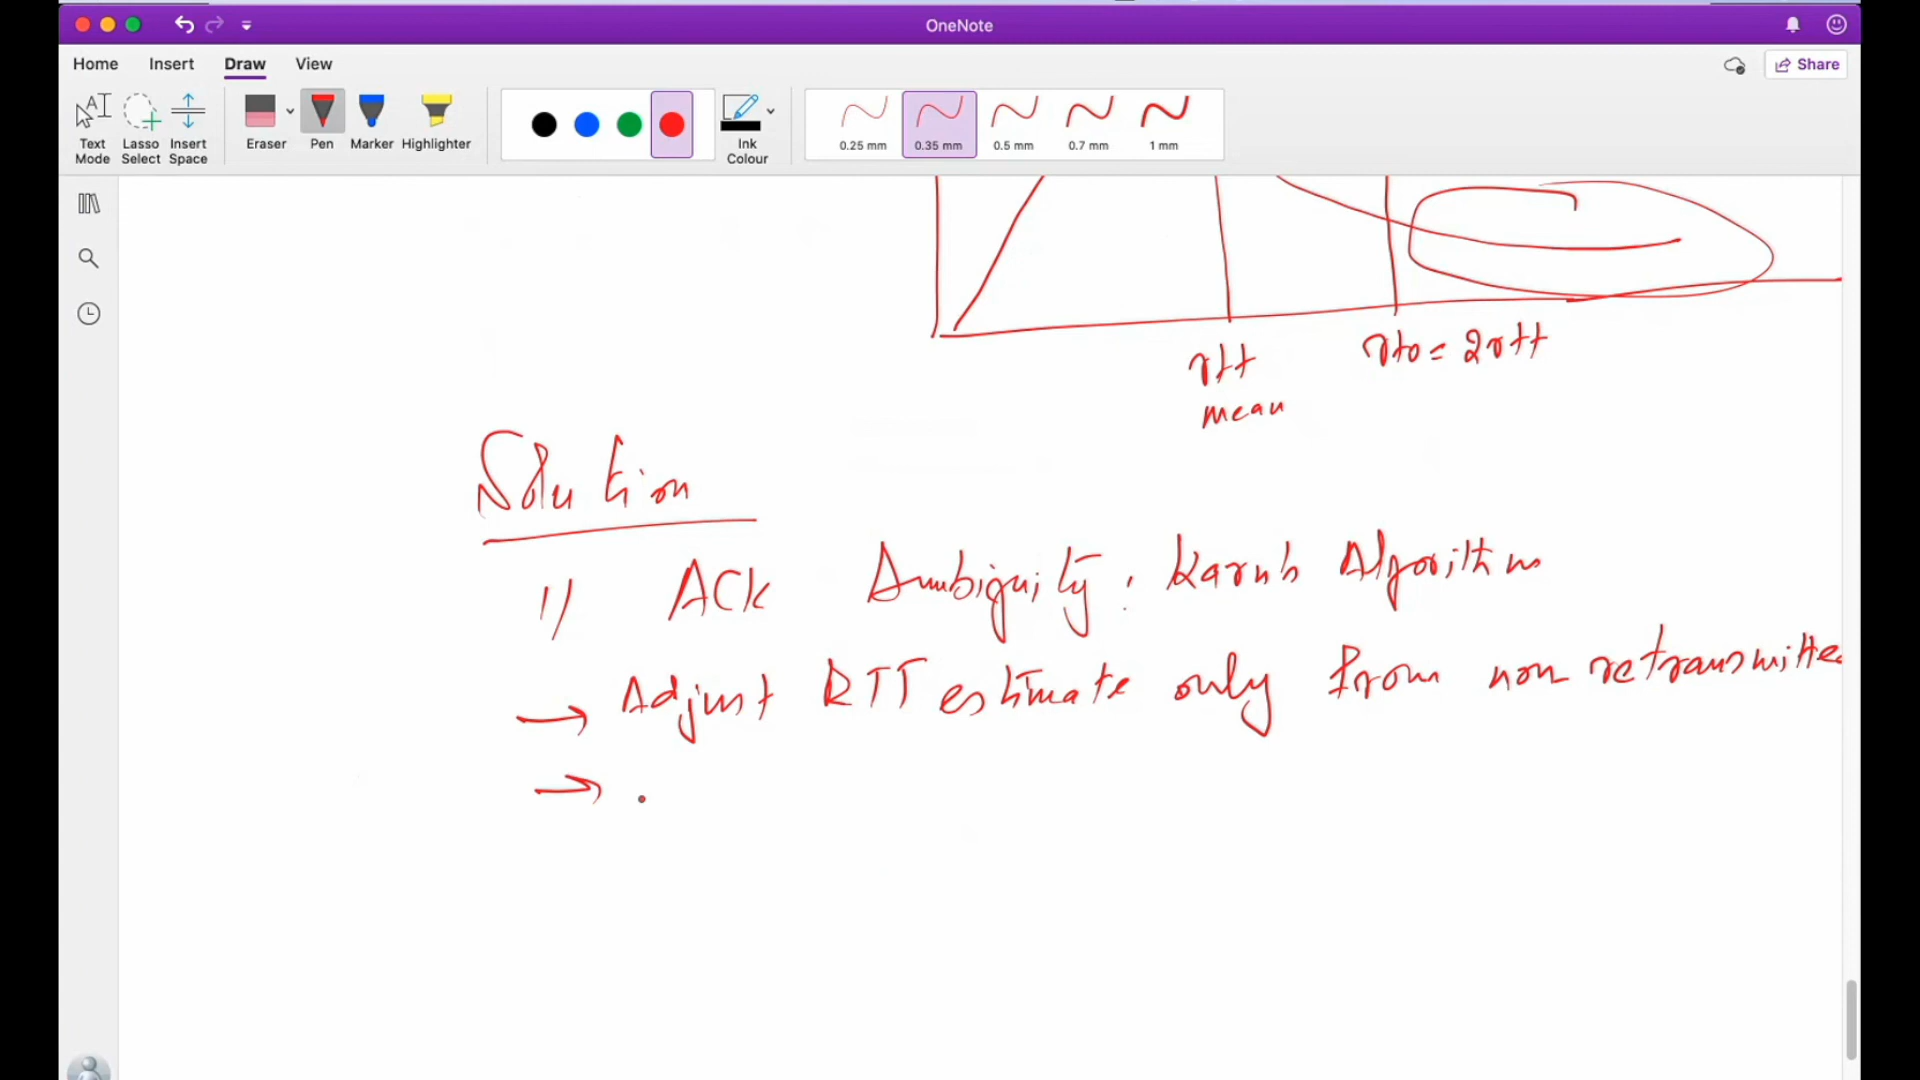 OneNote
Home Insert Draw View Share
Text Mode Lasso Select Insert Space Eraser Pen Marker Highlighter Ink Colour 0.25 mm 0.35 mm 0.5 mm 0.7 mm 1 mm
rtt mean
rto = 2rtt
Solution
1) ACK Ambiguity : Karn's Algorithm
→ Adjust RTT estimate only from non retransmitte
→ .